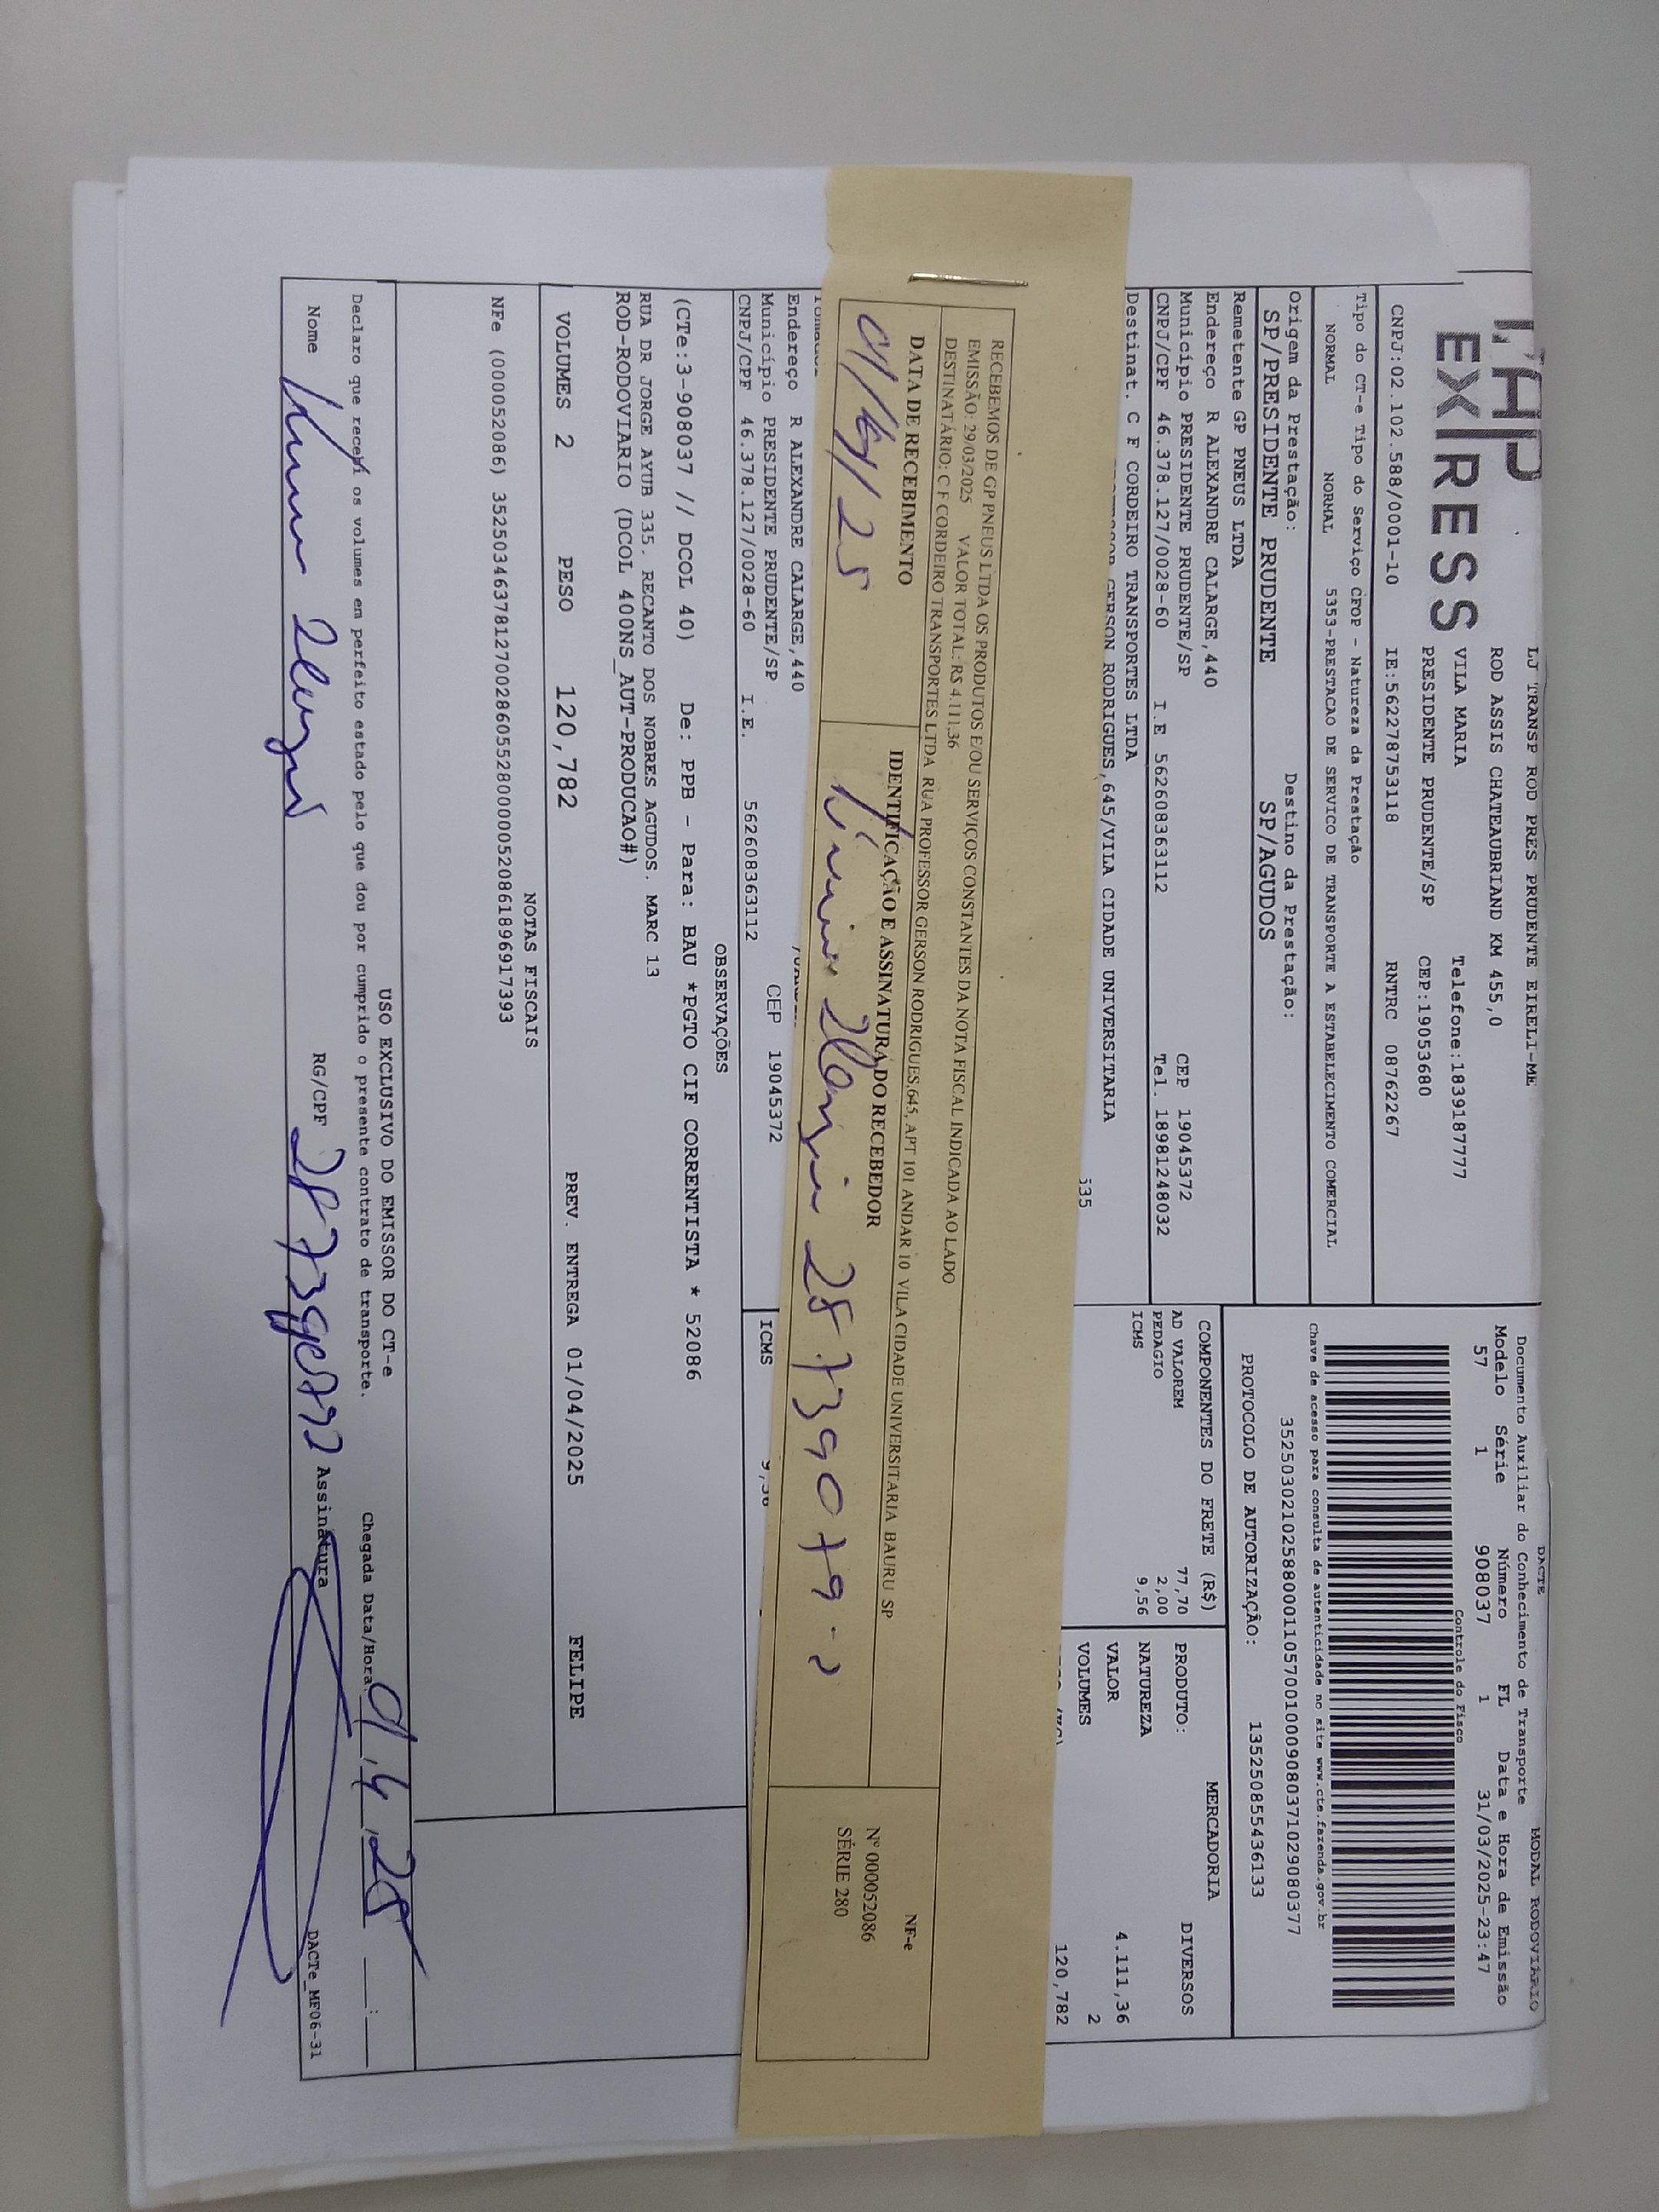 LJ TRANSP ROD PRES PRUDENTE EIRELI-ME
ROD ASSIS CHATEAUBRIAND KM 455,0
EXPRESS
VILA MARIA Telefone:1839187777
PRESIDENTE PRUDENTE/SP CEP:19053680
CNPJ:02.102.588/0001-10 IE:562278753118 RNTRC 08762267
Tipo do CT-e Tipo do Serviço CFOP - Natureza da Prestação
NORMAL NORMAL 5353-PRESTACAO DE SERVICO DE TRANSPORTE A ESTABELECIMENTO COMERCIAL
Origem da Prestação: Destino da Prestação:
SP/PRESIDENTE PRUDENTE SP/AGUDOS
Remetente GP PNEUS LTDA
Endereço R ALEXANDRE CALARGE,440
Município PRESIDENTE PRUDENTE/SP CEP 19045372
CNPJ/CPF 46.378.127/0028-60 I.E 562608363112 Tel. 18981248032
Destinat. C F CORDEIRO TRANSPORTES LTDA
GERSON RODRIGUES,645/VILA CIDADE UNIVERSITARIA
DACTE MODAL RODOVIÁRIO
Documento Auxiliar do Conhecimento de Transporte
Modelo Série Número FL Data e Hora de Emissão
57 1 908037 1 31/03/2025-23:47
Controle do Fisco
Chave de acesso para consulta de autenticidade no site www.cte.fazenda.gov.br
35250302102588000110570010009080371029080377
PROTOCOLO DE AUTORIZAÇÃO: 135250855436133
COMPONENTES DO FRETE (R$)
AD VALOREM 77,70
PEDAGIO 2,00
ICMS 9,56
MERCADORIA
PRODUTO: DIVERSOS
NATUREZA
VALOR 4.111,36
VOLUMES 2
120,782
RECEBEMOS DE GP PNEUS LTDA OS PRODUTOS E/OU SERVIÇOS CONSTANTES DA NOTA FISCAL INDICADA AO LADO
EMISSÃO: 29/03/2025 VALOR TOTAL: R$ 4.111,36
DESTINATÁRIO: C F CORDEIRO TRANSPORTES LTDA RUA PROFESSOR GERSON RODRIGUES,645, APT 101 ANDAR 10 VILA CIDADE UNIVERSITARIA BAURU SP
DATA DE RECEBIMENTO IDENTIFICAÇÃO E ASSINATURA DO RECEBEDOR
28.739079-2
NF-e
Nº 000052086
SÉRIE 280
Endereço R ALEXANDRE CALARGE,440
Município PRESIDENTE PRUDENTE/SP CEP 19045372
CNPJ/CPF 46.378.127/0028-60 I.E. 562608363112
ICMS
OBSERVAÇÕES
(CTe:3-908037 // DCOL 40) De: PPB - Para: BAU *PGTO CIF CORRENTISTA * 52086
RUA DR JORGE AYUB 335. RECANTO DOS NOBRES AGUDOS. MARC 13
ROD-RODOVIARIO (DCOL 400NS_AUT-PRODUCAO#)
VOLUMES 2 PESO 120,782 PREV. ENTREGA 01/04/2025 FELIPE
NOTAS FISCAIS
NFe (000052086) 35250346378127002860552800000520861896917393
USO EXCLUSIVO DO EMISSOR DO CT-e
Declaro que recebi os volumes em perfeito estado pelo que dou por cumprido o presente contrato de transporte. Chegada Data/Hora
Nome RG/CPF Assinatura
DACTe_MF06-31